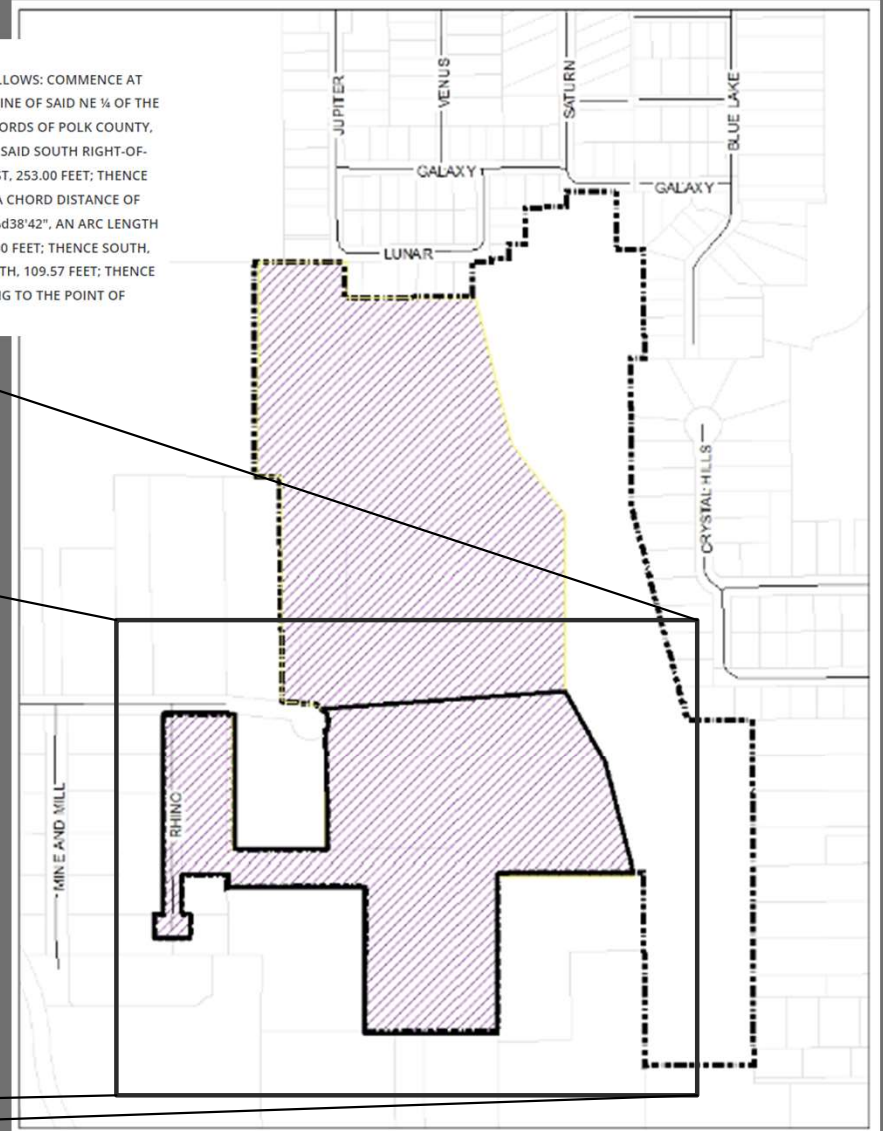 LLOWS: COMMENCE AT
INE OF SAID NE ¼ OF THE
ORDS OF POLK COUNTY,
SAID SOUTH RIGHT-OF-
ST, 253.00 FEET; THENCE
A CHORD DISTANCE OF
d38'42", AN ARC LENGTH
0 FEET; THENCE SOUTH,
TH, 109.57 FEET; THENCE
G TO THE POINT OF
JUPITER
VENUS
SATURN
BLUE LAKE
GALAXY
GALAXY
LUNAR
CRYSTAL HILLS
MINE AND MILL
RHINO